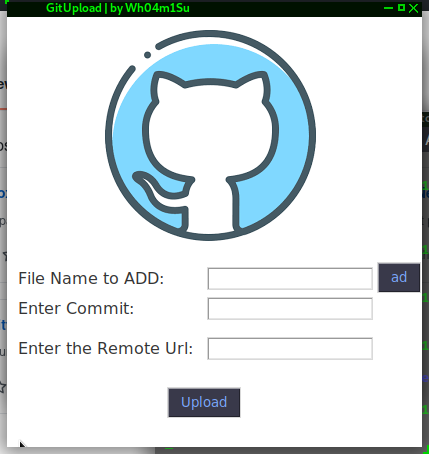 GitUpload | by Wh04m1Su
File Name to ADD:
ad
Enter Commit:
Enter the Remote Url:
Upload